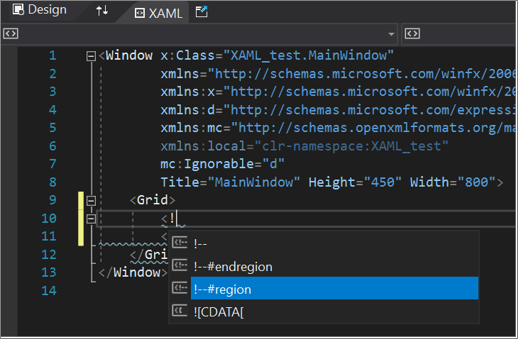 Design XAML
1 <Window x:Class="XAML_test.MainWindow"
2 xmlns="http://schemas.microsoft.com/winfx/2006
3 xmlns:x="http://schemas.microsoft.com/winfx/2
4 xmlns:d="http://schemas.microsoft.com/express
5 xmlns:mc="http://schemas.openxmlformats.org/ma
6 xmlns:local="clr-namespace:XAML_test"
7 mc:Ignorable="d"
8 Title="MainWindow" Height="450" Width="800">
9 <Grid>
10 <!
11 <
12 </Gri
13 </Window>
14
!--
!--#endregion
!--#region
![CDATA[